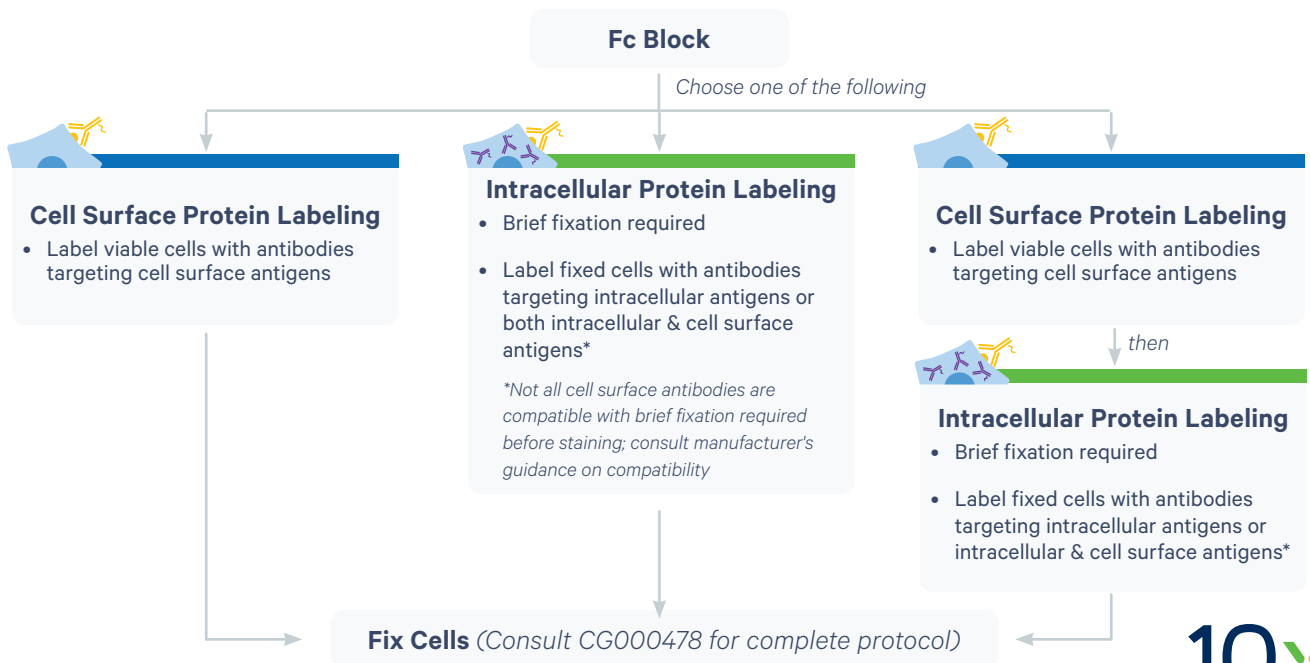 Fc Block
Choose one of the following
Cell Surface Protein Labeling
• Label viable cells with antibodies
targeting cell surface antigens
Intracellular Protein Labeling
• Brief fixation required
• Label fixed cells with antibodies
targeting intracellular antigens or
both intracellular & cell surface
antigens*
*Not all cell surface antibodies are
compatible with brief fixation required
before staining; consult manufacturer's
guidance on compatibility
Cell Surface Protein Labeling
• Label viable cells with antibodies
targeting cell surface antigens
then
Intracellular Protein Labeling
• Brief fixation required
• Label fixed cells with antibodies
targeting intracellular antigens or
intracellular & cell surface antigens*
Fix Cells (Consult CG000478 for complete protocol)
10x